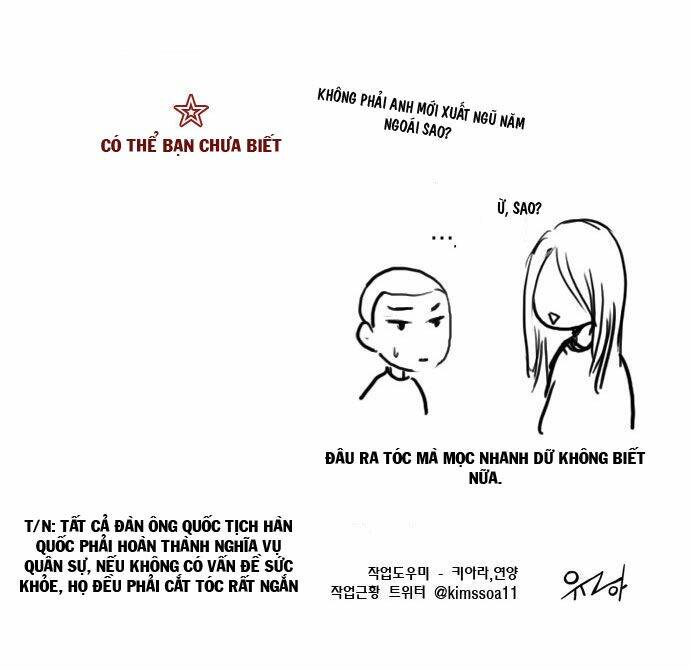 CÓ THỂ BẠN CHƯA BIẾT
KHÔNG PHẢI ANH MỚI XUẤT NGŨ NĂM
NGOÁI SAO?
Ừ, SAO?
...
ĐÂU RA TÓC MÀ MỌC NHANH DỮ KHÔNG BIẾT
NỮA.
T/N: TẤT CẢ ĐÀN ÔNG QUỐC TỊCH HÀN
QUỐC PHẢI HOÀN THÀNH NGHĨA VỤ
QUÂN SỰ, NẾU KHÔNG CÓ VẤN ĐỀ SỨC
KHỎE, HỌ ĐỀU PHẢI CẮT TÓC RẤT NGẮN
작업도우미 - 키아라,연양
작업근황 트위터 @kimssoa11